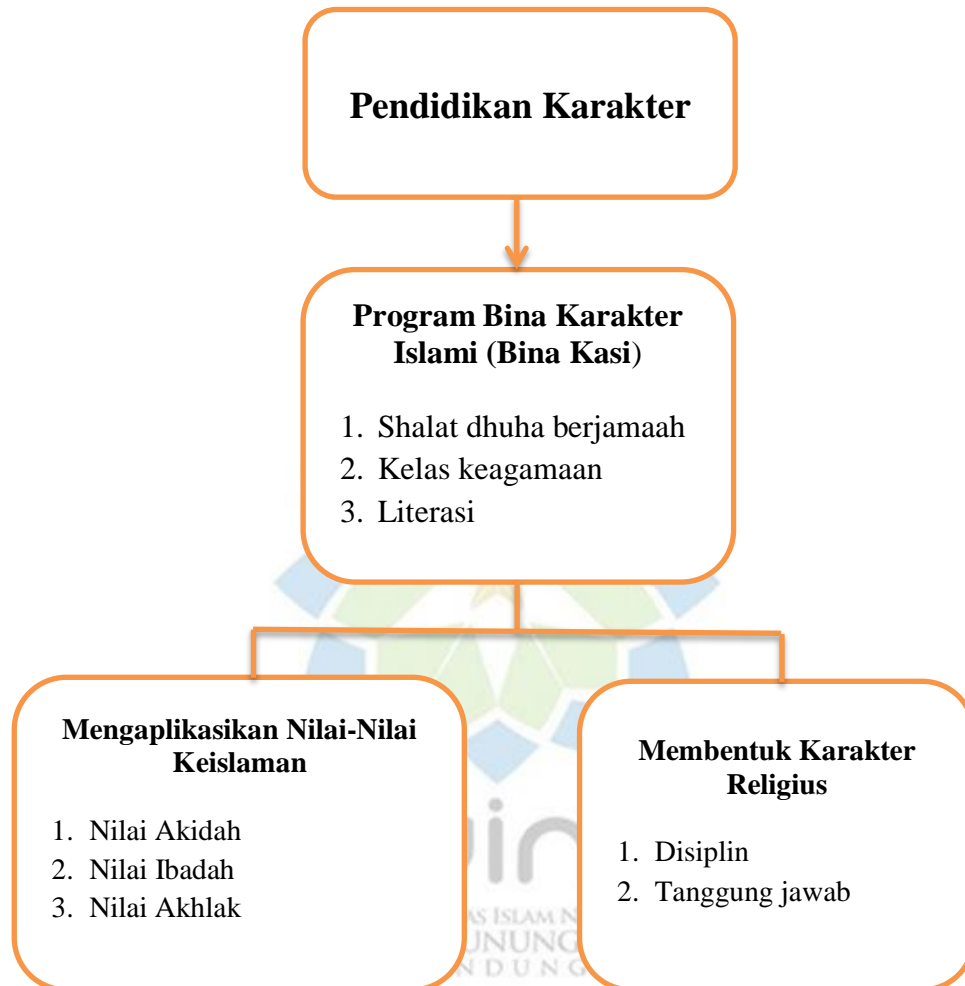 Pendidikan Karakter
Program Bina Karakter
Islami (Bina Kasi)
1. Shalat dhuha berjamaah
2. Kelas keagamaan
3. Literasi
Mengaplikasikan Nilai-Nilai
Keislaman
1. Nilai Akidah
2. Nilai Ibadah
3. Nilai Akhlak
Membentuk Karakter
Religius
1. Disiplin
2. Tanggung jawab
ISLAM